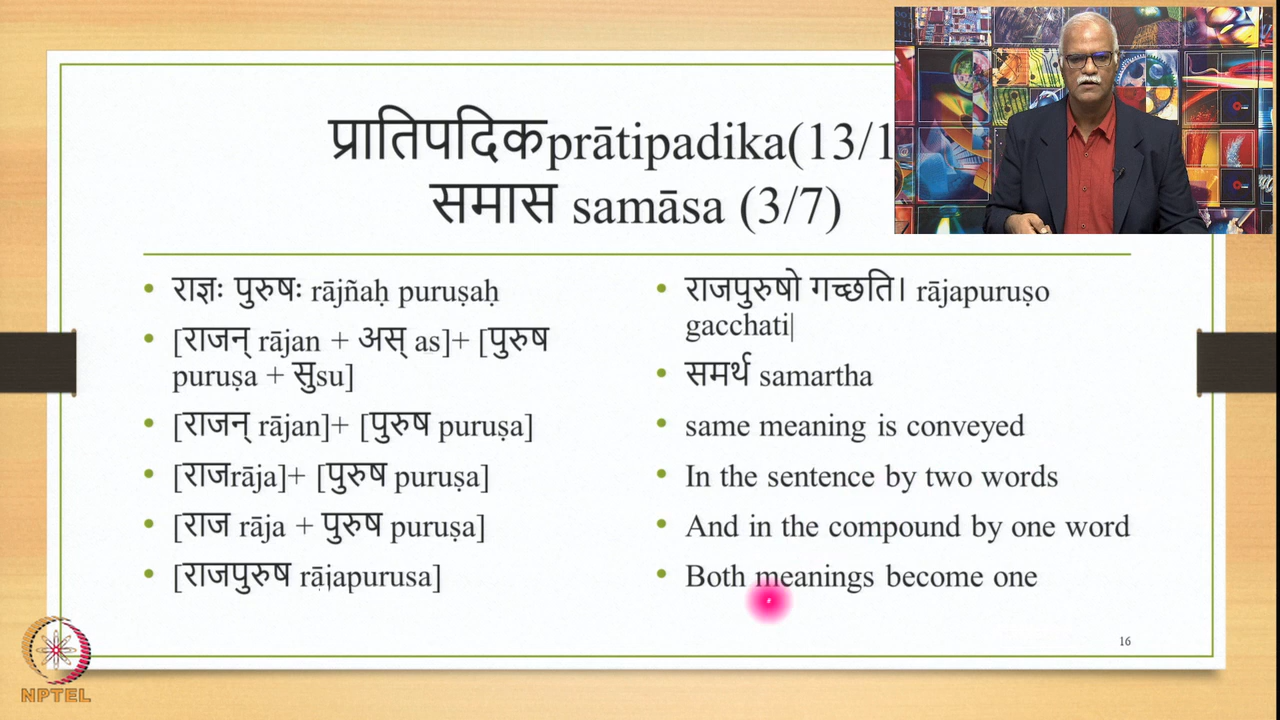 प्रातिपदिकprātipadika(13/1
समास samāsa (3/7)
• राज्ञः पुरुषः rājñaḥ puruṣaḥ
• [राजन् rājan + अस् as]+ [पुरुष
puruṣa + सुsu]
• [राजन् rājan]+ [पुरुष puruṣa]
• [राजrāja]+ [पुरुष puruṣa]
• [राज rāja + पुरुष puruṣa]
• [राजपुरुष rājapurusa]
• राजपुरुषो गच्छति। rājapuruṣo
gacchati|
• समर्थ samartha
• same meaning is conveyed
• In the sentence by two words
• And in the compound by one word
• Both meanings become one
16
NPTEL